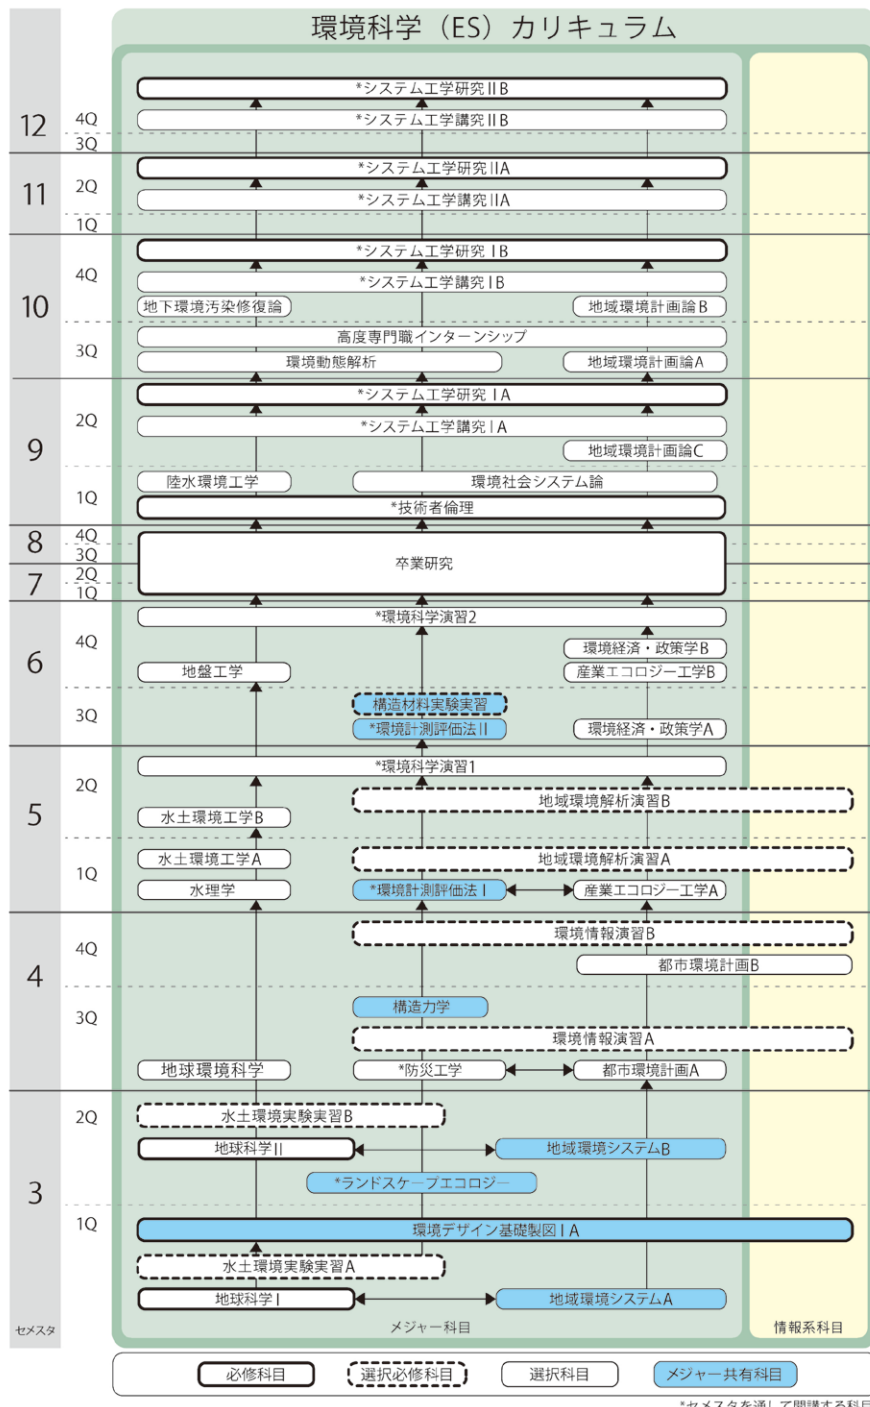 環境科学（ES）カリキュラム
*システム工学研究ⅡB
12
4Q
*システム工学講究ⅡB
3Q
*システム工学研究ⅡA
11
2Q
*システム工学講究ⅡA
1Q
*システム工学研究ⅠB
10
4Q
*システム工学講究ⅠB
地下環境汚染修復論
地域環境計画論B
高度専門職インターンシップ
3Q
環境動態解析
地域環境計画論A
*システム工学研究ⅠA
9
2Q
*システム工学講究ⅠA
地域環境計画論C
陸水環境工学
環境社会システム論
1Q
*技術者倫理
8
4Q
3Q
卒業研究
7
2Q
1Q
*環境科学演習2
6
4Q
環境経済・政策学B
地盤工学
産業エコロジー工学B
構造材料実験実習
3Q
*環境計測評価法Ⅱ
環境経済・政策学A
*環境科学演習1
5
2Q
地域環境解析演習B
水土環境工学B
水土環境工学A
地域環境解析演習A
1Q
水理学
*環境計測評価法Ⅰ
産業エコロジー工学A
環境情報演習B
4
4Q
都市環境計画B
構造力学
3Q
環境情報演習A
地球環境科学
*防災工学
都市環境計画A
3
2Q
水土環境実験実習B
地球科学Ⅱ
地域環境システムB
*ランドスケープエコロジー
1Q
環境デザイン基礎製図ⅠA
水土環境実験実習A
地球科学Ⅰ
地域環境システムA
セメスタ
メジャー科目
情報系科目
必修科目
選択必修科目
選択科目
メジャー共有科目
*セメスタを通して開講する科目